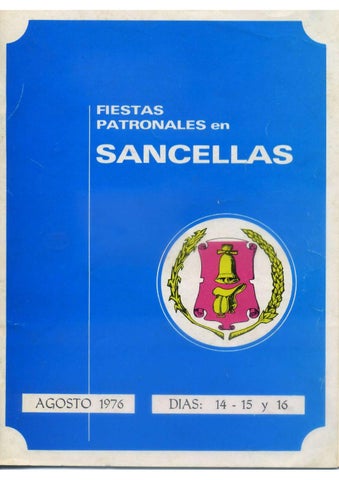 FIESTAS
PATRONALES en
SANCELLAS
AGOSTO 1976
DIAS: 14 - 15 y 16